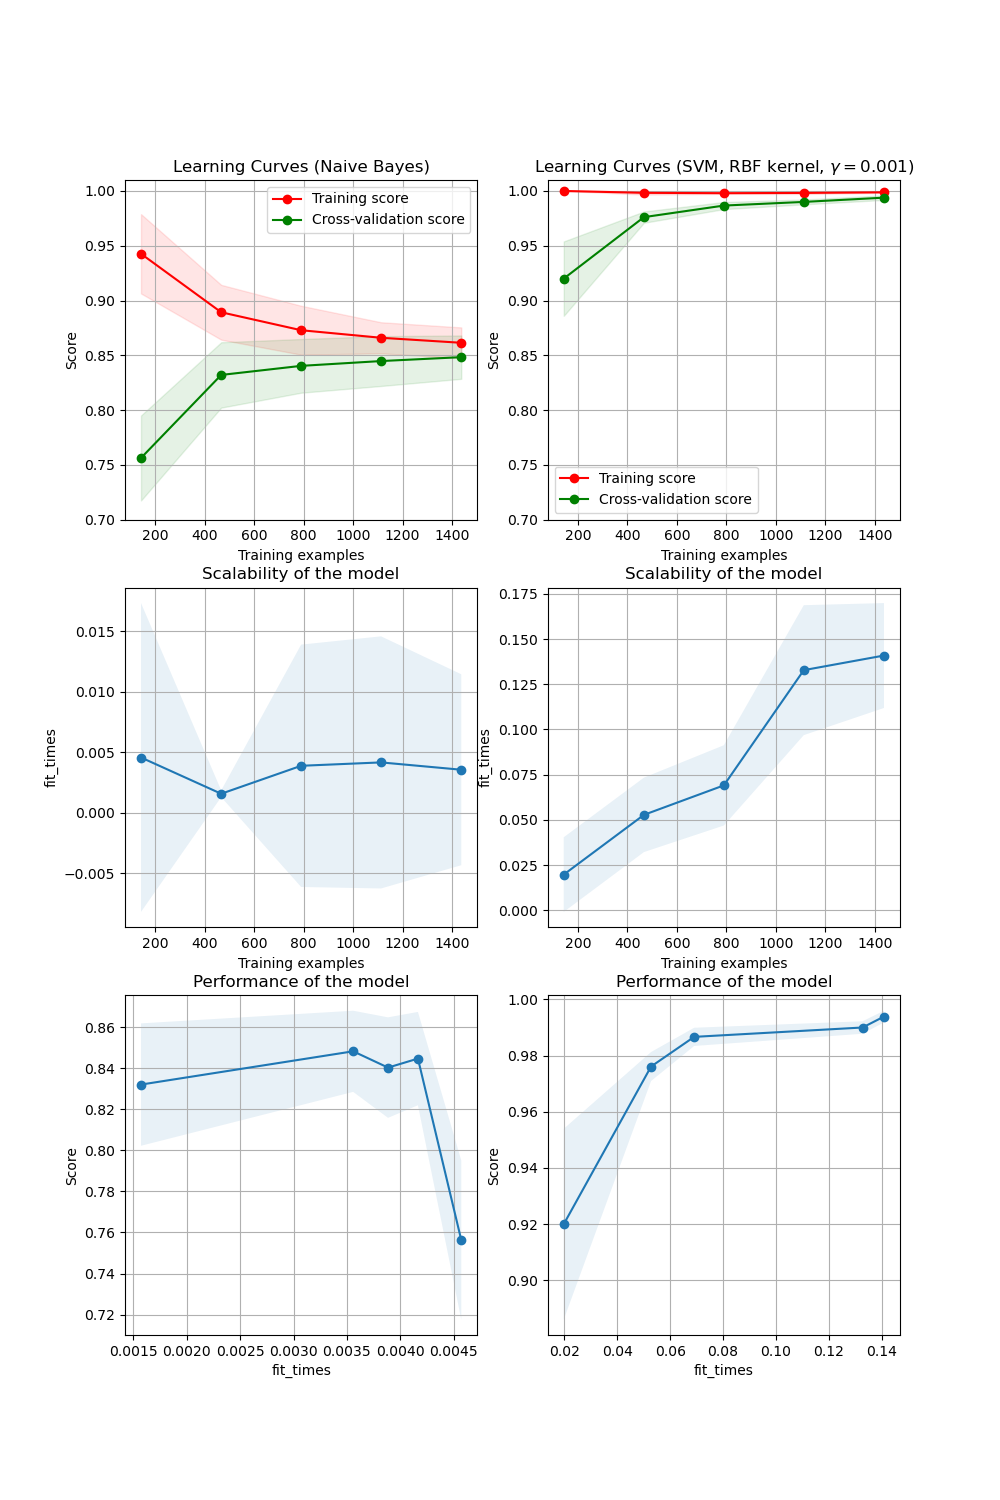 Learning Curves (Naive Bayes)
1.00
0.95
0.90
0.85
0.80
0.75
0.70
Score
Training score
Cross-validation score
200 400 600 800 1000 1200 1400
Training examples
Learning Curves (SVM, RBF kernel, γ = 0.001)
1.00
0.95
0.90
0.85
0.80
0.75
0.70
Score
Training score
Cross-validation score
200 400 600 800 1000 1200 1400
Training examples
Scalability of the model
0.015
0.010
0.005
0.000
−0.005
fit_times
200 400 600 800 1000 1200 1400
Training examples
Scalability of the model
0.175
0.150
0.125
0.100
0.075
0.050
0.025
0.000
fit_times
200 400 600 800 1000 1200 1400
Training examples
Performance of the model
0.86
0.84
0.82
0.80
0.78
0.76
0.74
0.72
Score
0.0015 0.0020 0.0025 0.0030 0.0035 0.0040 0.0045
fit_times
Performance of the model
1.00
0.98
0.96
0.94
0.92
0.90
Score
0.02 0.04 0.06 0.08 0.10 0.12 0.14
fit_times